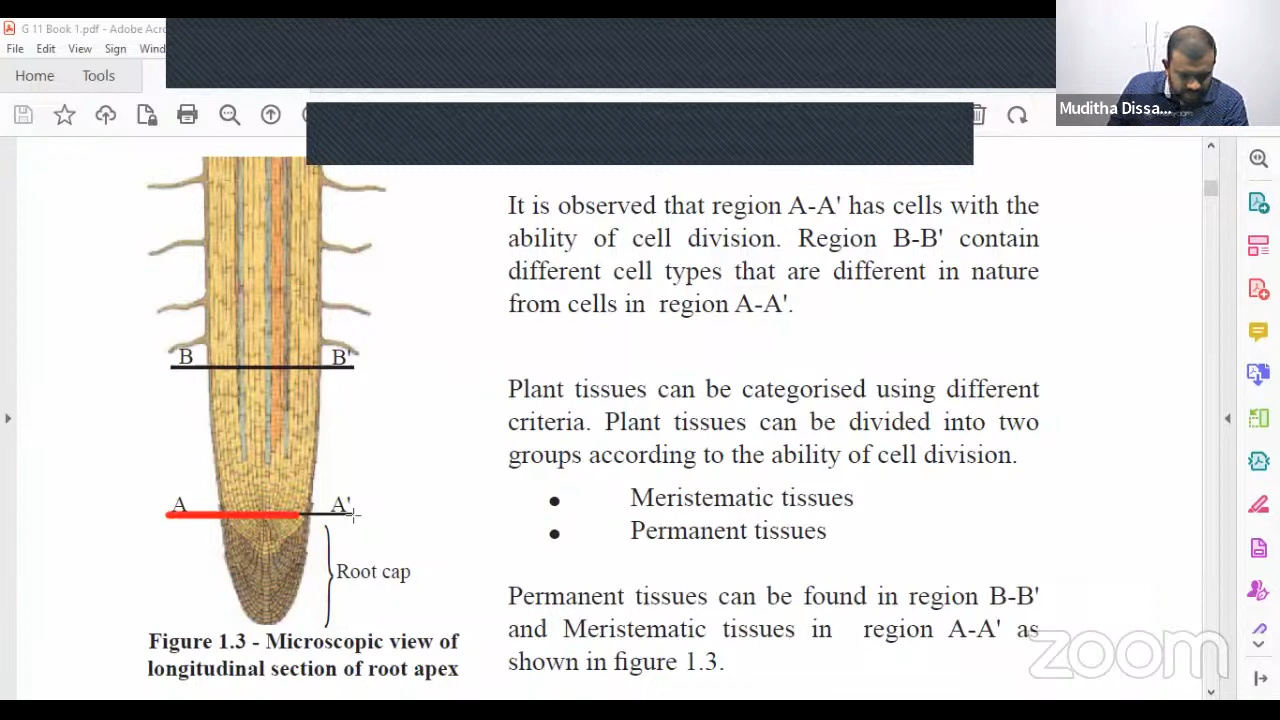 G 11 Book 1.pdf - Adobe Acro
File Edit View Sign Wind
Home Tools
Muditha Dissa...
It is observed that region A-A' has cells with the
ability of cell division. Region B-B' contain
different cell types that are different in nature
from cells in region A-A'.
B B'
Plant tissues can be categorised using different
criteria. Plant tissues can be divided into two
groups according to the ability of cell division.
• Meristematic tissues
• Permanent tissues
A A'
Root cap
Permanent tissues can be found in region B-B'
and Meristematic tissues in region A-A' as
shown in figure 1.3.
Figure 1.3 - Microscopic view of
longitudinal section of root apex
zoom